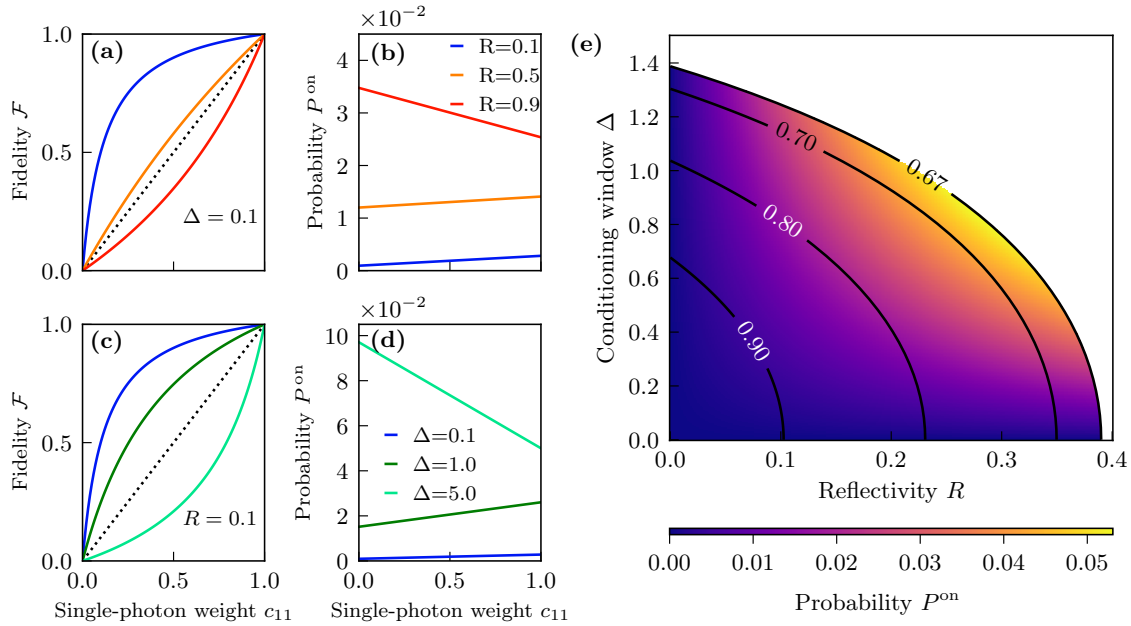 (a)
Fidelity ℱ
1.0
0.5
0.0
Δ = 0.1
×10⁻²
(b)
R=0.1
R=0.5
R=0.9
Probability Pᵒⁿ
4
3
2
1
0
(c)
Fidelity ℱ
1.0
0.5
0.0
R = 0.1
0.0 0.5 1.0
Single-photon weight c₁₁
×10⁻²
(d)
Δ=0.1
Δ=1.0
Δ=5.0
Probability Pᵒⁿ
10
8
6
4
2
0
0.0 0.5 1.0
Single-photon weight c₁₁
(e)
Conditioning window Δ
1.4
1.2
1.0
0.8
0.6
0.4
0.2
0.0
0.67
0.70
0.80
0.90
0.0 0.1 0.2 0.3 0.4
Reflectivity R
0.00 0.01 0.02 0.03 0.04 0.05
Probability Pᵒⁿ